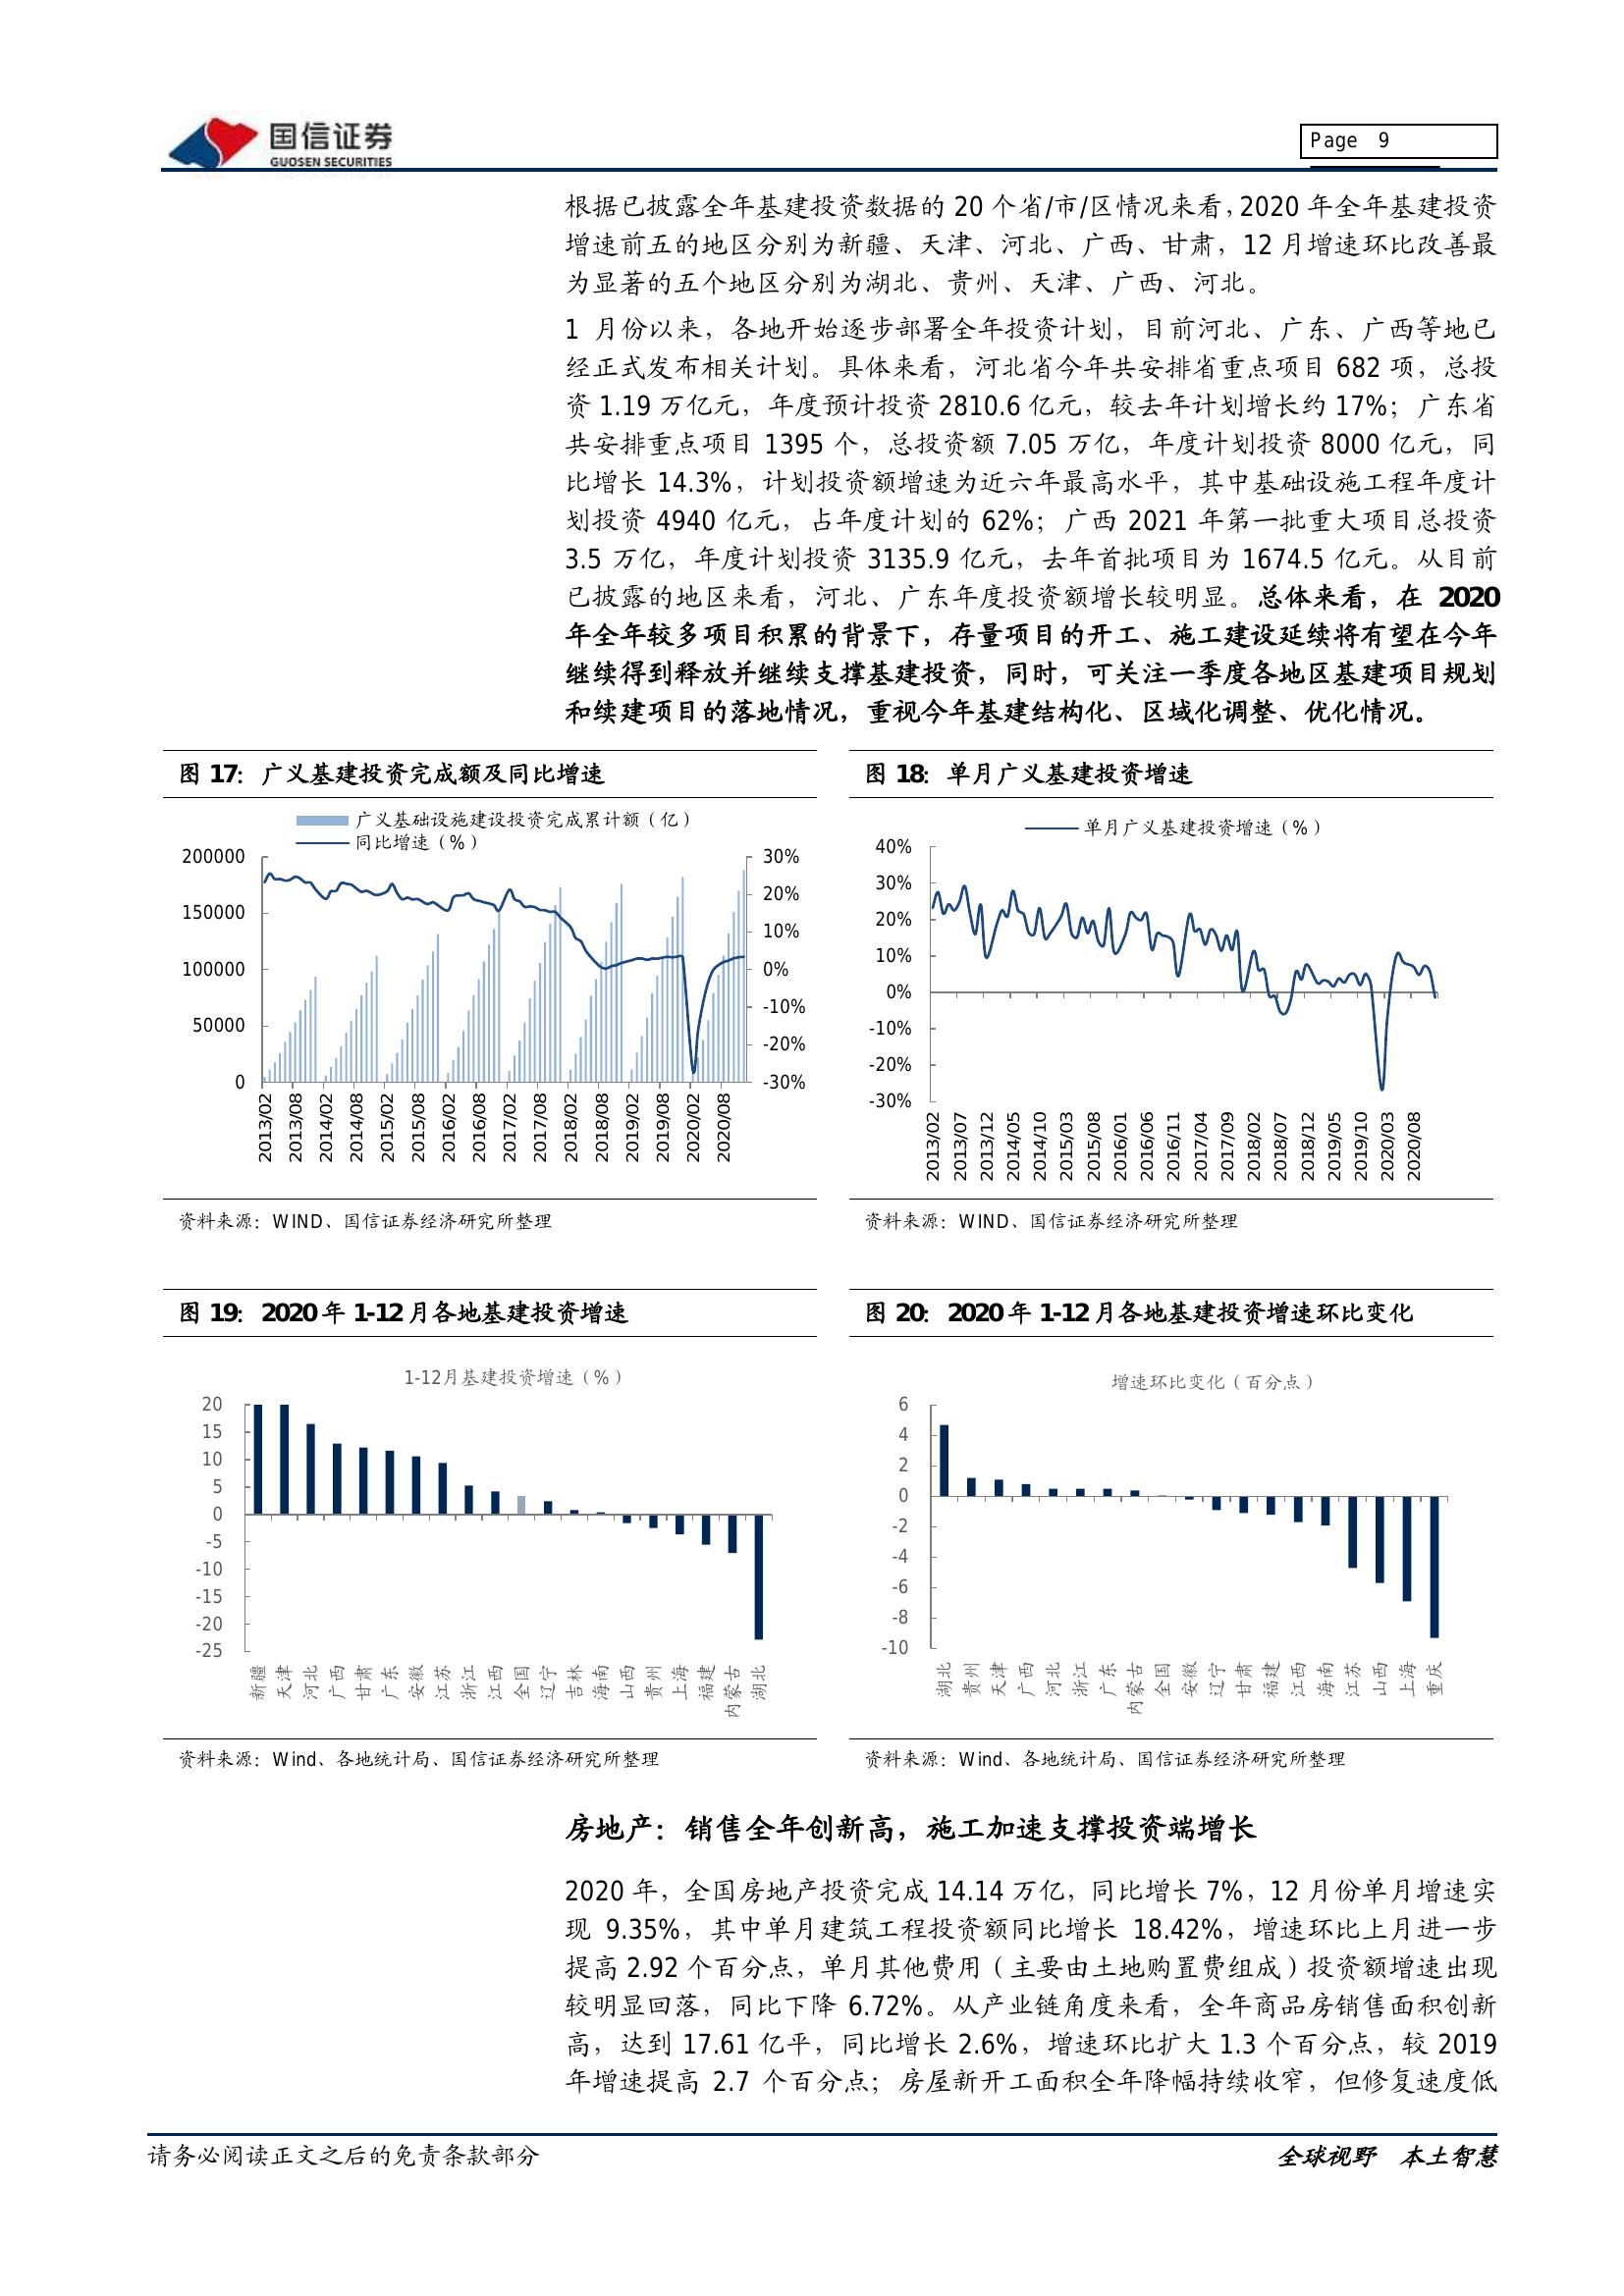 国信证券
GUOSEN SECURITIES
Page 9
根据已披露全年基建投资数据的 20 个省/市/区情况来看，2020 年全年基建投资
增速前五的地区分别为新疆、天津、河北、广西、甘肃，12 月增速环比改善最
为显著的五个地区分别为湖北、贵州、天津、广西、河北。
1 月份以来，各地开始逐步部署全年投资计划，目前河北、广东、广西等地已
经正式发布相关计划。具体来看，河北省今年共安排省重点项目 682 项，总投
资 1.19 万亿元，年度预计投资 2810.6 亿元，较去年计划增长约 17%；广东省
共安排重点项目 1395 个，总投资额 7.05 万亿，年度计划投资 8000 亿元，同
比增长 14.3%，计划投资额增速为近六年最高水平，其中基础设施工程年度计
划投资 4940 亿元，占年度计划的 62%；广西 2021 年第一批重大项目总投资
3.5 万亿，年度计划投资 3135.9 亿元，去年首批项目为 1674.5 亿元。从目前
已披露的地区来看，河北、广东年度投资额增长较明显。总体来看，在 2020
年全年较多项目积累的背景下，存量项目的开工、施工建设延续将有望在今年
继续得到释放并继续支撑基建投资，同时，可关注一季度各地区基建项目规划
和续建项目的落地情况，重视今年基建结构化、区域化调整、优化情况。
图 17：广义基建投资完成额及同比增速
广义基础设施建设投资完成累计额（亿）
同比增速（%）
200000
150000
100000
50000
0
30%
20%
10%
0%
-10%
-20%
-30%
2013/02
2013/08
2014/02
2014/08
2015/02
2015/08
2016/02
2016/08
2017/02
2017/08
2018/02
2018/08
2019/02
2019/08
2020/02
2020/08
资料来源：WIND、国信证券经济研究所整理
图 18：单月广义基建投资增速
单月广义基建投资增速（%）
40%
30%
20%
10%
0%
-10%
-20%
-30%
2013/02
2013/07
2013/12
2014/05
2014/10
2015/03
2015/08
2016/01
2016/06
2016/11
2017/04
2017/09
2018/02
2018/07
2018/12
2019/05
2019/10
2020/03
2020/08
资料来源：WIND、国信证券经济研究所整理
图 19：2020 年 1-12 月各地基建投资增速
1-12月基建投资增速（%）
20
15
10
5
0
-5
-10
-15
-20
-25
新疆
天津
河北
广西
甘肃
广东
安徽
江苏
浙江
江西
全国
辽宁
吉林
海南
山西
贵州
上海
福建
内蒙古
湖北
资料来源：Wind、各地统计局、国信证券经济研究所整理
图 20：2020 年 1-12 月各地基建投资增速环比变化
增速环比变化（百分点）
6
4
2
0
-2
-4
-6
-8
-10
湖北
贵州
天津
广西
河北
浙江
广东
内蒙古
全国
安徽
辽宁
甘肃
福建
江西
海南
江苏
山西
上海
重庆
资料来源：Wind、各地统计局、国信证券经济研究所整理
房地产：销售全年创新高，施工加速支撑投资端增长
2020 年，全国房地产投资完成 14.14 万亿，同比增长 7%，12 月份单月增速实
现 9.35%，其中单月建筑工程投资额同比增长 18.42%，增速环比上月进一步
提高 2.92 个百分点，单月其他费用（主要由土地购置费组成）投资额增速出现
较明显回落，同比下降 6.72%。从产业链角度来看，全年商品房销售面积创新
高，达到 17.61 亿平，同比增长 2.6%，增速环比扩大 1.3 个百分点，较 2019
年增速提高 2.7 个百分点；房屋新开工面积全年降幅持续收窄，但修复速度低
请务必阅读正文之后的免责条款部分
全球视野 本土智慧